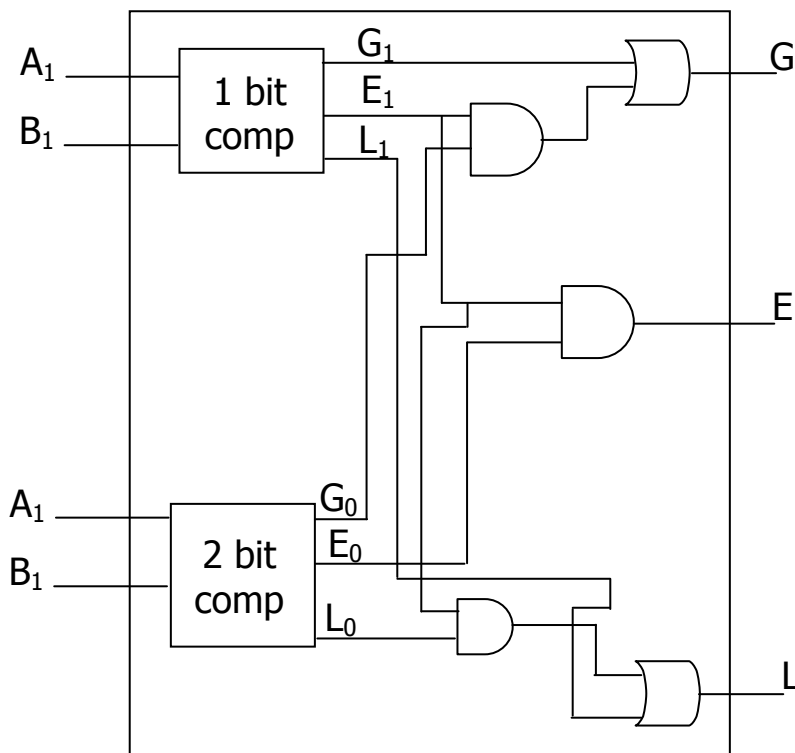 A₁
B₁
1 bit
comp
G₁
E₁
L₁
G
E
A₁
B₁
2 bit
comp
G₀
E₀
L₀
L